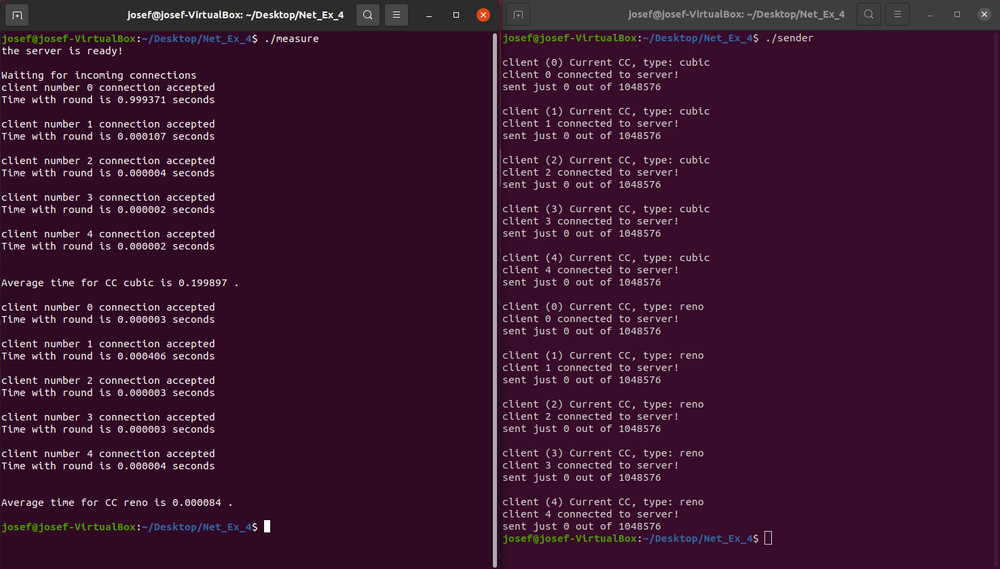 josef@josef-VirtualBox: ~/Desktop/Net_Ex_4
josef@josef-VirtualBox:~/Desktop/Net_Ex_4$ ./measure
the server is ready!
Waiting for incoming connections
client number 0 connection accepted
Time with round is 0.999371 seconds
client number 1 connection accepted
Time with round is 0.000107 seconds
client number 2 connection accepted
Time with round is 0.000004 seconds
client number 3 connection accepted
Time with round is 0.000002 seconds
client number 4 connection accepted
Time with round is 0.000002 seconds
Average time for CC cubic is 0.199897 .
client number 0 connection accepted
Time with round is 0.000003 seconds
client number 1 connection accepted
Time with round is 0.000406 seconds
client number 2 connection accepted
Time with round is 0.000003 seconds
client number 3 connection accepted
Time with round is 0.000003 seconds
client number 4 connection accepted
Time with round is 0.000004 seconds
Average time for CC reno is 0.000084 .
josef@josef-VirtualBox:~/Desktop/Net_Ex_4$
josef@josef-VirtualBox: ~/Desktop/Net_Ex_4
josef@josef-VirtualBox:~/Desktop/Net_Ex_4$ ./sender
client (0) Current CC, type: cubic
client 0 connected to server!
sent just 0 out of 1048576
client (1) Current CC, type: cubic
client 1 connected to server!
sent just 0 out of 1048576
client (2) Current CC, type: cubic
client 2 connected to server!
sent just 0 out of 1048576
client (3) Current CC, type: cubic
client 3 connected to server!
sent just 0 out of 1048576
client (4) Current CC, type: cubic
client 4 connected to server!
sent just 0 out of 1048576
client (0) Current CC, type: reno
client 0 connected to server!
sent just 0 out of 1048576
client (1) Current CC, type: reno
client 1 connected to server!
sent just 0 out of 1048576
client (2) Current CC, type: reno
client 2 connected to server!
sent just 0 out of 1048576
client (3) Current CC, type: reno
client 3 connected to server!
sent just 0 out of 1048576
client (4) Current CC, type: reno
client 4 connected to server!
sent just 0 out of 1048576
josef@josef-VirtualBox:~/Desktop/Net_Ex_4$